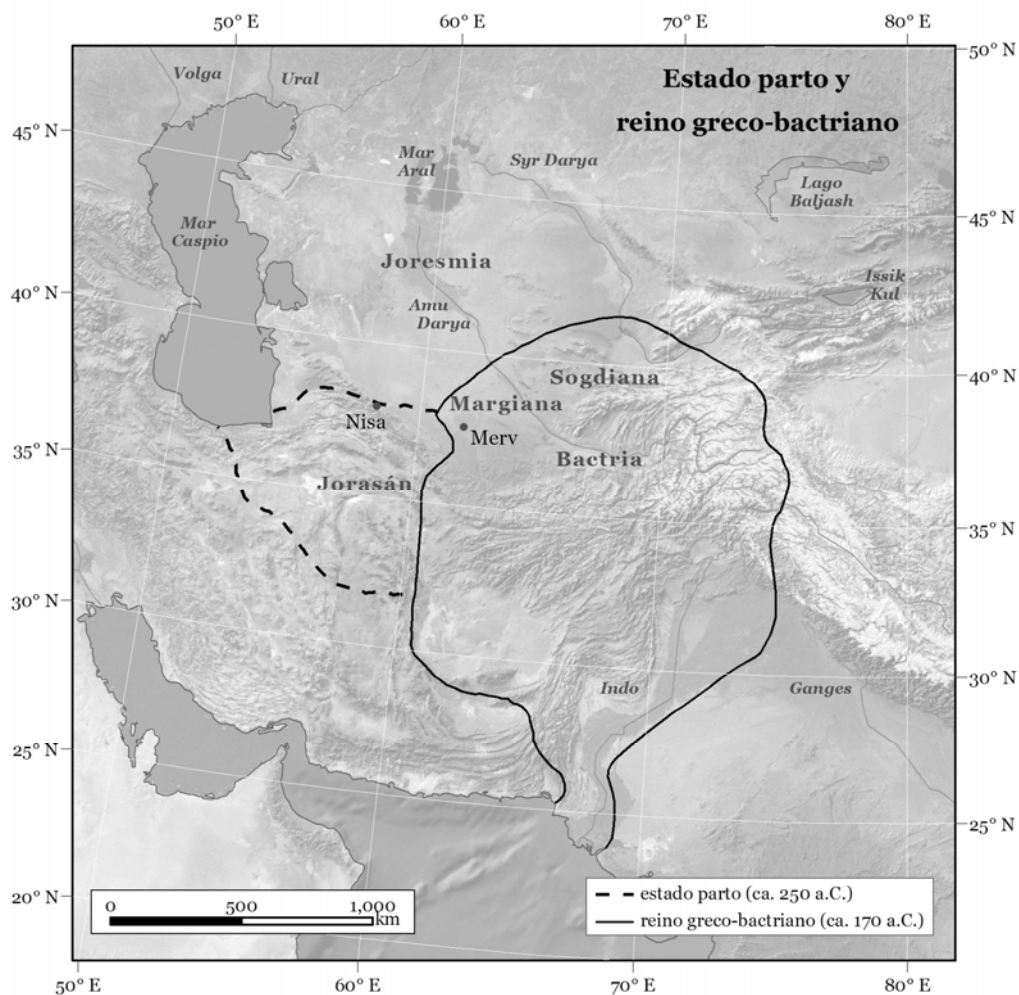 50° E
60° E
70° E
80° E
50° N
Volga
Ural
Estado parto y
reino greco-bactriano
45° N
Mar
Aral
Syr Darya
Lago
Baljash
45° N
Mar
Caspio
Joresmia
Issik
Kul
40° N
Amu
Darya
40° N
Sogdiana
Margiana
Nisa
Merv
35° N
Bactria
Jorasán
35° N
30° N
30° N
Indo
Ganges
25° N
25° N
20° N
0 500 1,000
km
estado parto (ca. 250 a.C.)
reino greco-bactriano (ca. 170 a.C.)
50° E
60° E
70° E
80° E